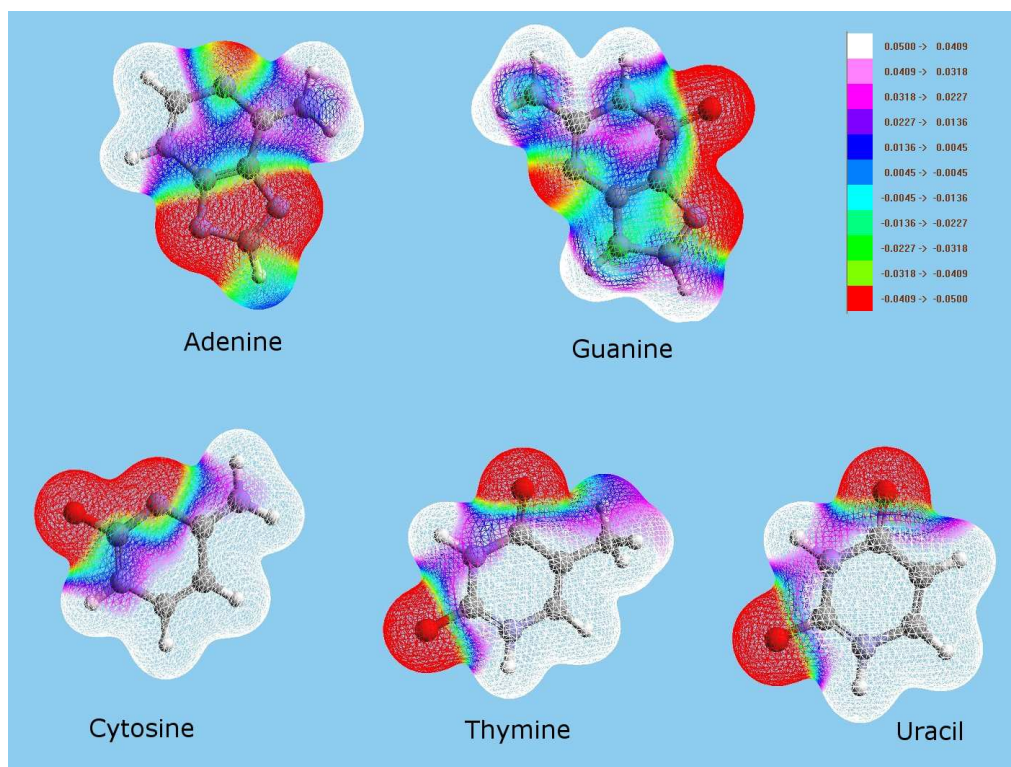 0.0500 -> 0.0409
0.0409 -> 0.0318
0.0318 -> 0.0227
0.0227 -> 0.0136
0.0136 -> 0.0045
0.0045 -> -0.0045
-0.0045 -> -0.0136
-0.0136 -> -0.0227
-0.0227 -> -0.0318
-0.0318 -> -0.0409
-0.0409 -> -0.0500
Adenine
Guanine
Cytosine
Thymine
Uracil